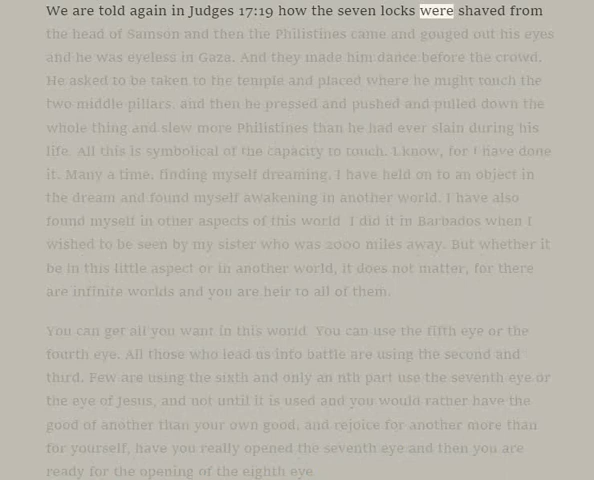 We are told again in Judges 17:19 how the seven locks were shaved from
the head of Samson and then the Philistines came and gouged out his eyes
and he was eyeless in Gaza. And they made him dance before the crowd.
He asked to be taken to the temple and placed where he might touch the
two middle pillars, and then he pressed and pushed and pulled down the
whole thing and slew more Philistines than he had ever slain during his
life. All this is symbolical of the capacity to touch. I know, for I have done
it. Many a time, finding myself dreaming, I have held on to an object in
the dream and found myself awakening in another world. I have also
found myself in other aspects of this world. I did it in Barbados when I
wished to be seen by my sister who was 2000 miles away. But whether it
be in this little aspect or in another world, it does not matter, for there
are infinite worlds and you are heir to all of them.
You can get all you want in this world. You can use the fifth eye or the
fourth eye. All those who lead us into battle are using the second and
third. Few are using the sixth and only an nth part use the seventh eye or
the eye of Jesus, and not until it is used and you would rather have the
good of another than your own good, and rejoice for another more than
for yourself, have you really opened the seventh eye and then you are
ready for the opening of the eighth eye